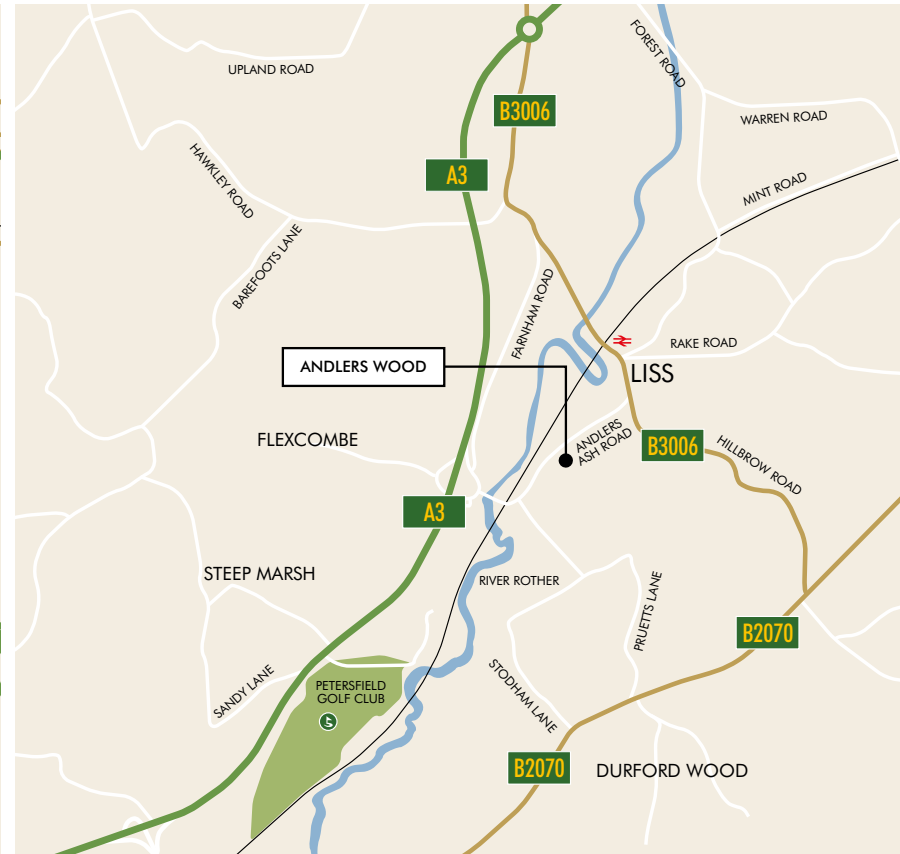 FOREST ROAD
UPLAND ROAD
B3006
WARREN ROAD
HAWKLEY ROAD
A3
MINT ROAD
BAREFOOTS LANE
FARNHAM ROAD
RAKE ROAD
ANDLERS WOOD
LISS
FLEXCOMBE
ANDLERS
ASH ROAD
B3006
HILLBROW ROAD
A3
STEEP MARSH
RIVER ROTHER
PRUETTS LANE
B2070
SANDY LANE
PETERSFIELD
GOLF CLUB
STODHAM LANE
B2070
DURFORD WOOD